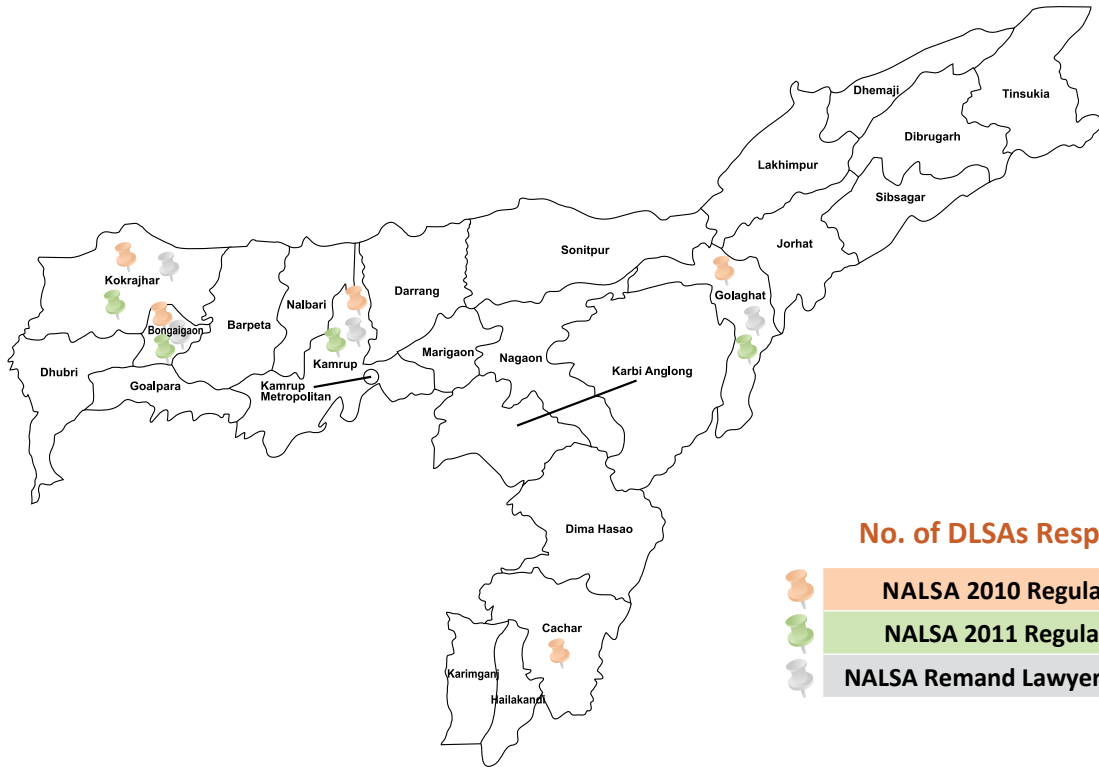 Dhemaji
Tinsukia
Dibrugarh
Lakhimpur
Sibsagar
Jorhat
Sonitpur
Kokrajhar
Darrang
Golaghat
Nalbari
Bongaigaon
Barpeta
Marigaon
Nagaon
Kamrup
Dhubri
Karbi Anglong
Goalpara
Kamrup
Metropolitan
Dima Hasao
No. of DLSAs Resp
NALSA 2010 Regula
Cachar
NALSA 2011 Regula
Karimganj
NALSA Remand Lawyer
Hailakandi